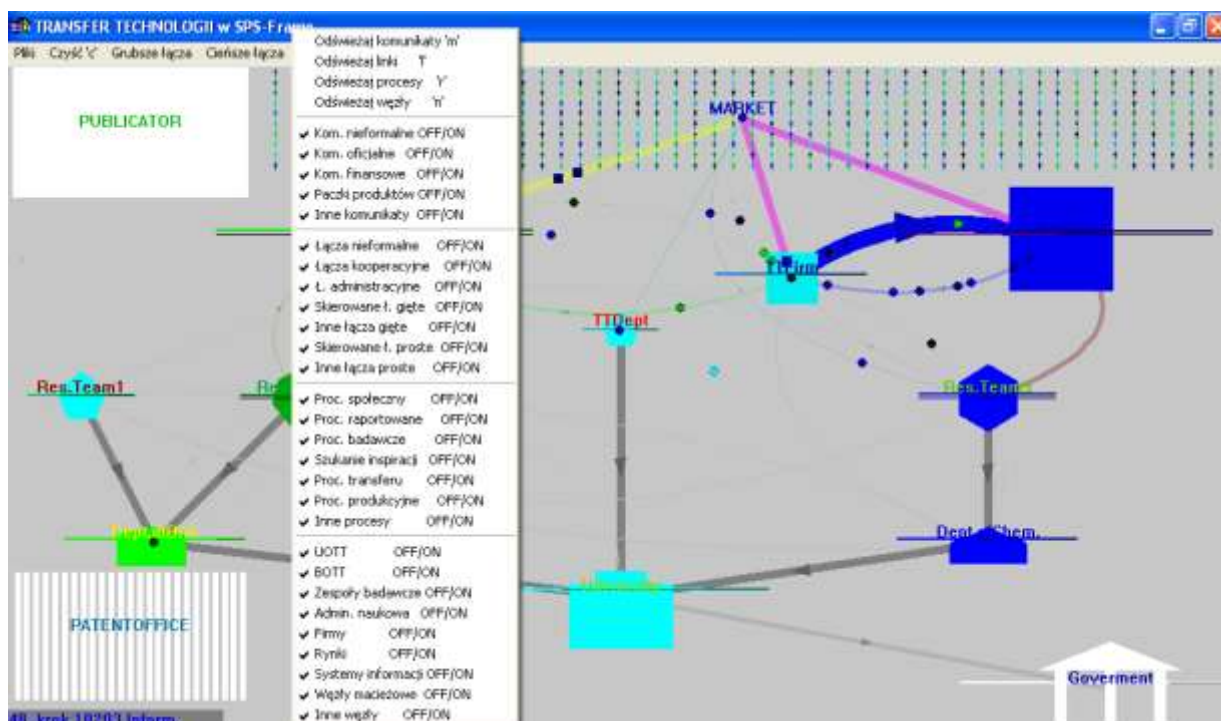 TRANSFER TECHNOLOGII w SPS-Frame
Pliki Czyść 'c' Grubsze łącza Cieńsze łącza
Odświeżaj komunikaty 'm'
Odświeżaj linki 'l'
Odświeżaj procesy 'r'
Odświeżaj węzły 'n'
Kom. nieformalne OFF/ON
Kom. oficjalne OFF/ON
Kom. finansowe OFF/ON
Paczki produktów OFF/ON
Inne komunikaty OFF/ON
Łącza nieformalne OFF/ON
Łącza kooperacyjne OFF/ON
Ł. administracyjne OFF/ON
Skierowane ł. gięte OFF/ON
Inne łącza gięte OFF/ON
Skierowane ł. proste OFF/ON
Inne łącza proste OFF/ON
Proc. społeczny OFF/ON
Proc. raportowane OFF/ON
Proc. badawcze OFF/ON
Szukanie inspiracji OFF/ON
Proc. transferu OFF/ON
Proc. produkcyjne OFF/ON
Inne procesy OFF/ON
UOTT OFF/ON
BOTT OFF/ON
Zespoły badawcze OFF/ON
Admin. naukowa OFF/ON
Firmy OFF/ON
Rynki OFF/ON
Systemy informacji OFF/ON
Węzły macieżowe OFF/ON
Inne węzły OFF/ON
PUBLICATOR
MARKET
TTFirm
TTDept
Res.Team1
Res.Team
Chem.
PATENTOFFICE
Goverment
krok 10203 Inform